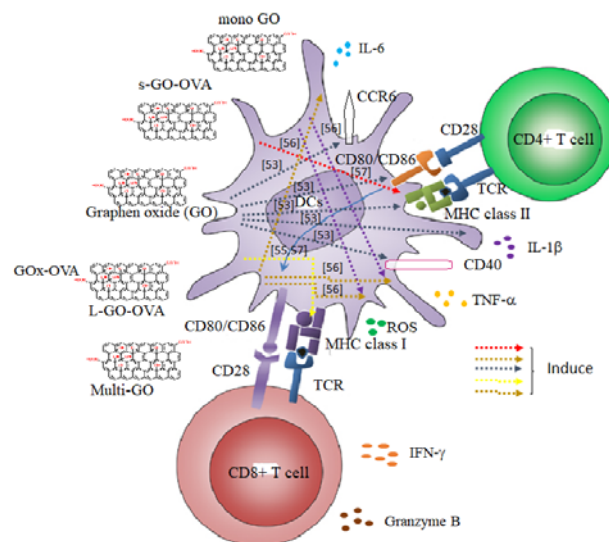 mono GO
IL-6
s-GO-OVA
CCR6
CD28
[56]
[56]
CD4+ T cell
CD80/CD86
[53]
[57]
TCR
[53]
[53]
DCs
MHC class II
Graphen oxide (GO)
[53]
[53]
IL-1β
[55,57]
CD40
GOx-OVA
[56]
L-GO-OVA
[56]
TNF-α
CD80/CD86
ROS
MHC class I
Induce
CD28
TCR
Multi-GO
CD8+ T cell
IFN-γ
Granzyme B